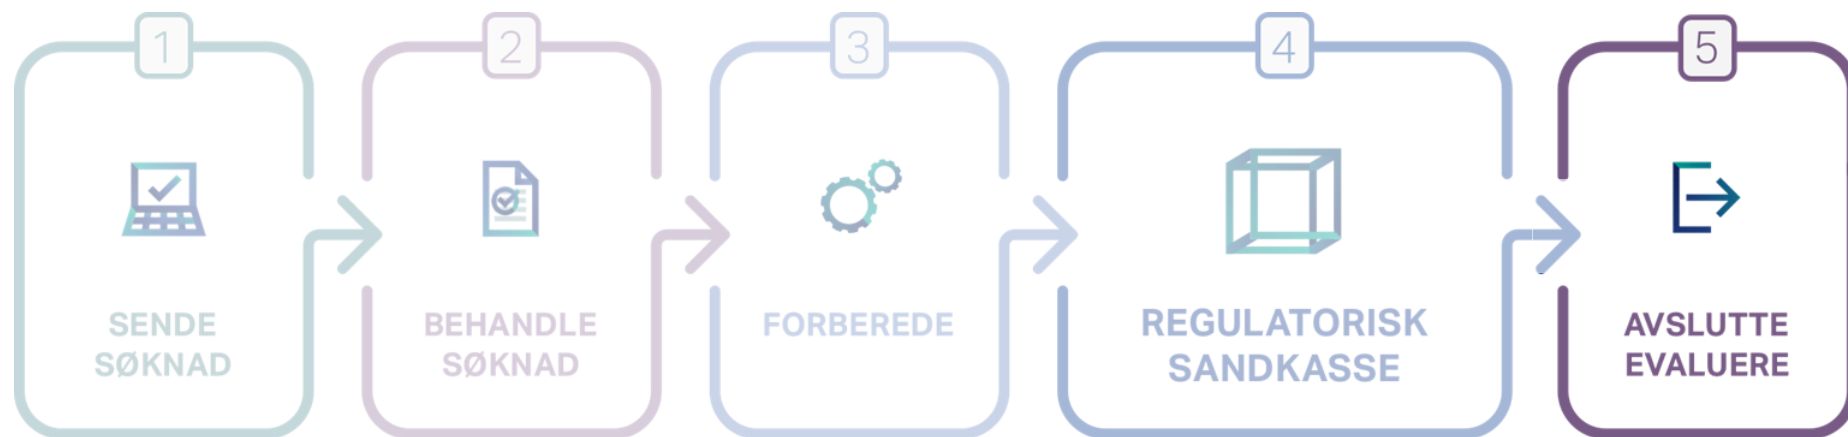 1
SENDE
SØKNAD
2
BEHANDLE
SØKNAD
3
FORBEREDE
4
REGULATORISK
SANDKASSE
5
AVSLUTTE
EVALUERE